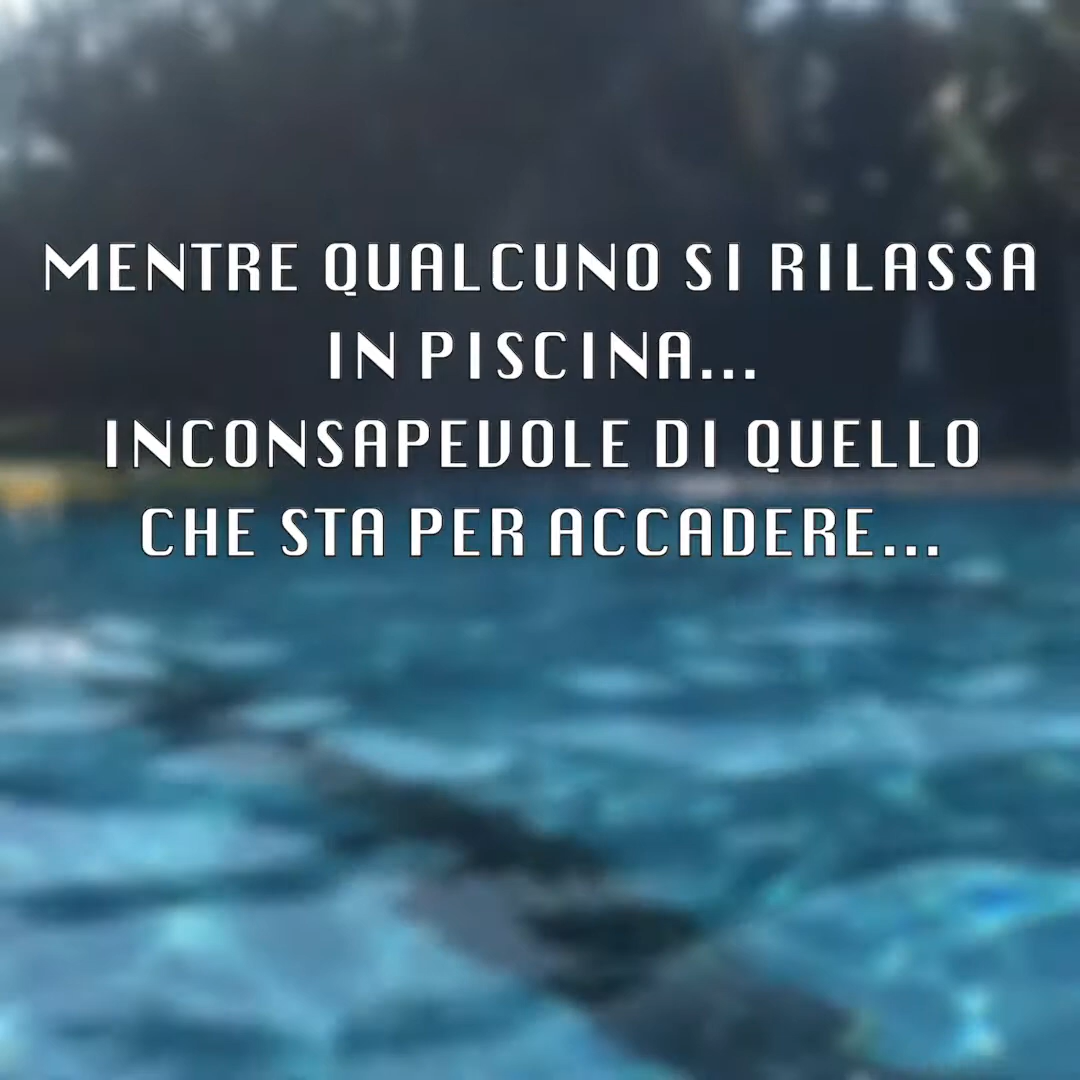 MENTRE QUALCUNO SI RILASSA
IN PISCINA...
INCONSAPEVOLE DI QUELLO
CHE STA PER ACCADERE...